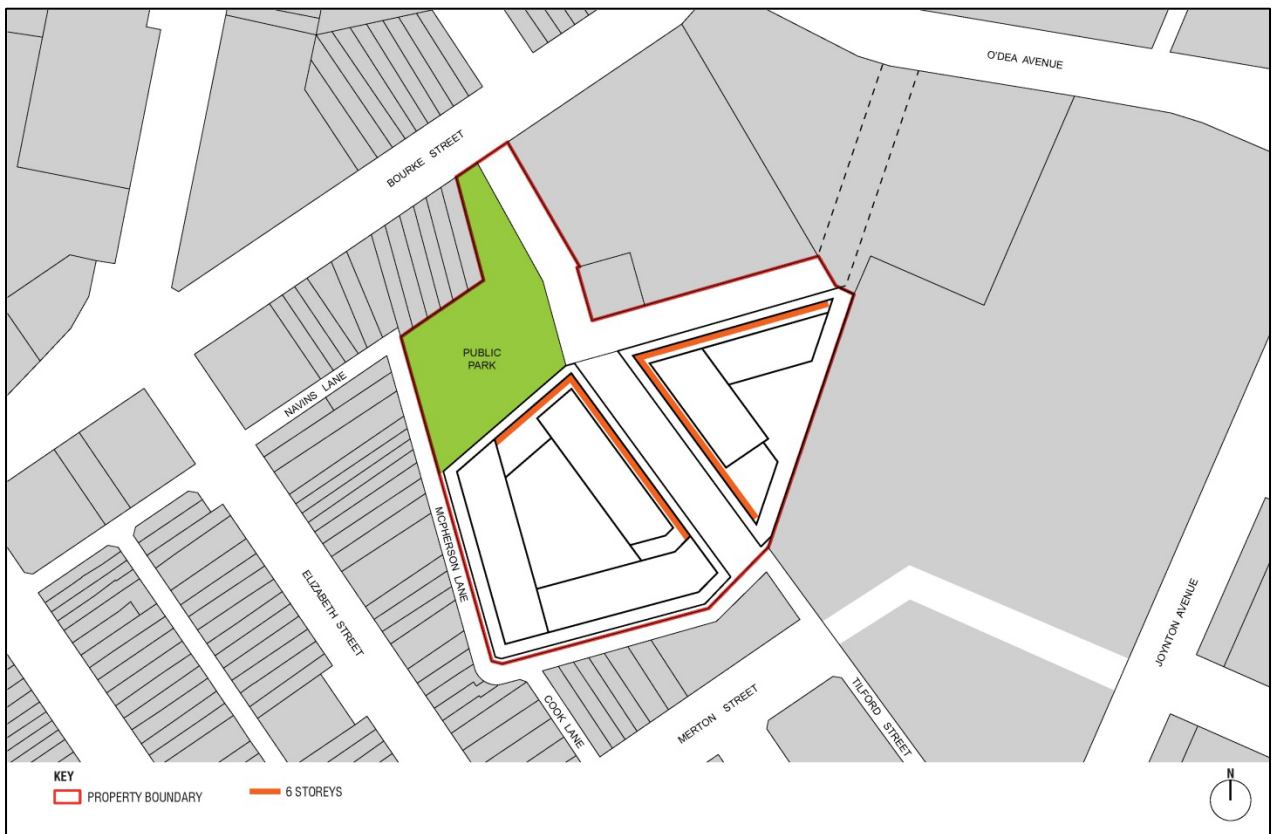 O'DEA AVENUE
BOURKE STREET
PUBLIC
PARK
NAVINS LANE
MCPHERSON LANE
ELIZABETH STREET
JOYNTON AVENUE
TILFORD STREET
MERTON STREET
COOK LANE
KEY
PROPERTY BOUNDARY
6 STOREYS
N